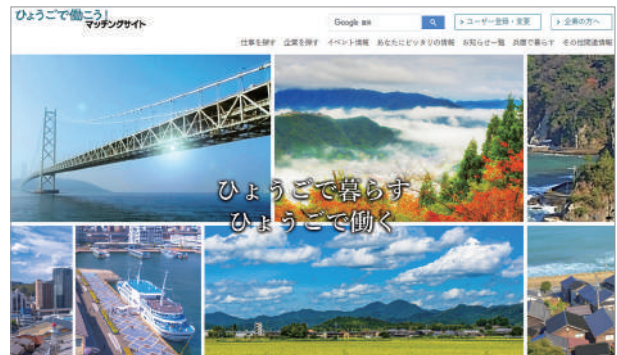 ひょうごで働こう!
マッチングサイト
Google 検索
ユーザー登録・変更
企業の方へ
仕事を探す 企業を探す イベント情報 あなたにピッタリの情報 お知らせ一覧 兵庫で暮らす その他関連情報
ひょうごで暮らす
ひょうごで働く